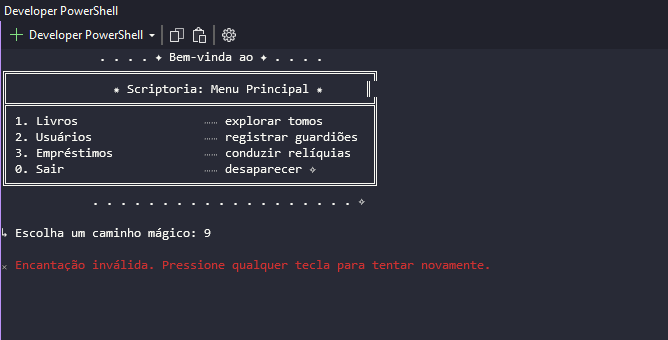 Developer PowerShell
+ Developer PowerShell
. . . . ✦ Bem-vinda ao ✦ . . . .
✷ Scriptoria: Menu Principal ✷
1. Livros …… explorar tomos
2. Usuários …… registrar guardiões
3. Empréstimos …… conduzir relíquias
0. Sair …… desaparecer ✧
. . . . . . . . . . . . . . . . . . . ✧
↳ Escolha um caminho mágico: 9
× Encantação inválida. Pressione qualquer tecla para tentar novamente.